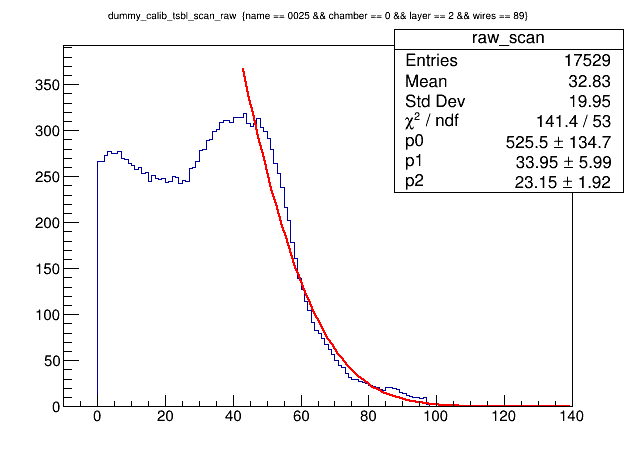 dummy_calib_tsbl_scan_raw {name == 0025 && chamber == 0 && layer == 2 && wires == 89}
raw_scan
Entries 17529
Mean 32.83
Std Dev 19.95
χ² / ndf 141.4 / 53
p0 525.5 ± 134.7
p1 33.95 ± 5.99
p2 23.15 ± 1.92
350
300
250
200
150
100
50
0
0 20 40 60 80 100 120 140